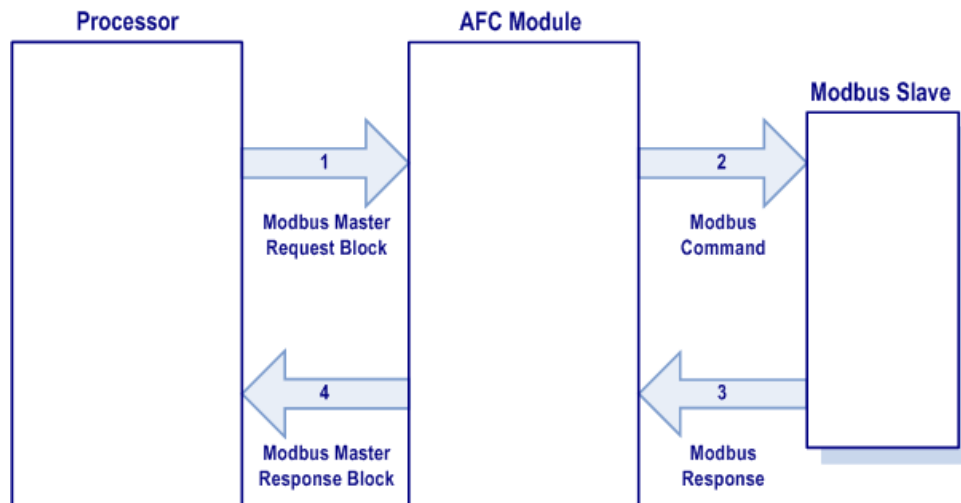 Processor
AFC Module
Modbus Slave
1
2
Modbus Master
Request Block
Modbus
Command
4
3
Modbus Master
Response Block
Modbus
Response